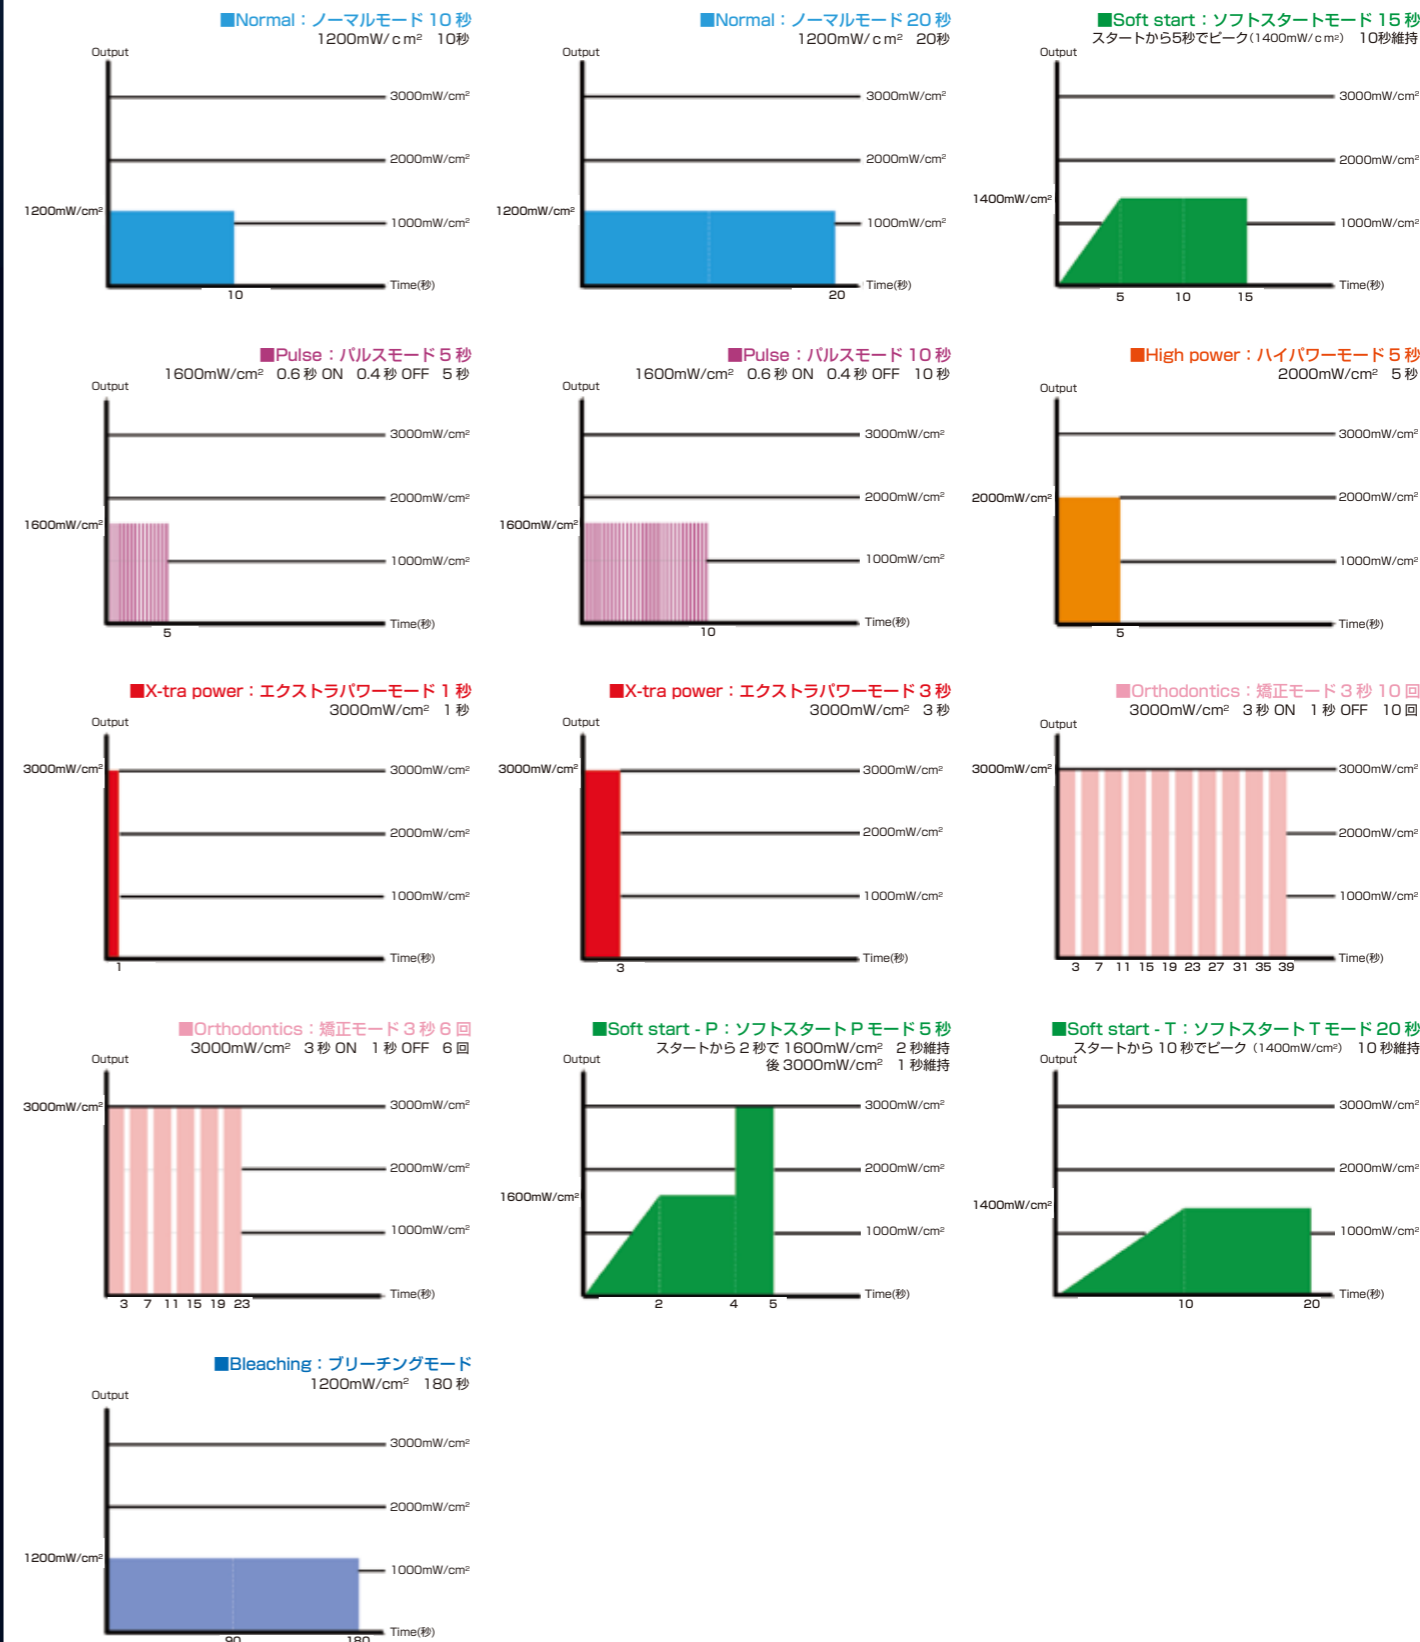 ■Normal：ノーマルモード 10 秒
1200mW/ｃｍ² 10秒
Output
3000mW/cm²
2000mW/cm²
1200mW/cm²
1000mW/cm²
Time(秒)
10
■Normal：ノーマルモード 20 秒
1200mW/ｃｍ² 20秒
Output
3000mW/cm²
2000mW/cm²
1200mW/cm²
1000mW/cm²
Time(秒)
20
■Soft start：ソフトスタートモード 15 秒
スタートから5秒でピーク(1400mW/ｃｍ²) 10秒維持
Output
3000mW/cm²
2000mW/cm²
1400mW/cm²
1000mW/cm²
Time(秒)
5 10 15
■Pulse：パルスモード 5 秒
1600mW/cm² 0.6 秒 ON 0.4 秒 OFF 5 秒
Output
3000mW/cm²
2000mW/cm²
1600mW/cm²
1000mW/cm²
Time(秒)
5
■Pulse：パルスモード 10 秒
1600mW/cm² 0.6 秒 ON 0.4 秒 OFF 10 秒
Output
3000mW/cm²
2000mW/cm²
1600mW/cm²
1000mW/cm²
Time(秒)
10
■High power：ハイパワーモード 5 秒
2000mW/cm² 5 秒
Output
3000mW/cm²
2000mW/cm²
2000mW/cm²
1000mW/cm²
Time(秒)
5
■X-tra power：エクストラパワーモード 1 秒
3000mW/cm² 1 秒
Output
3000mW/cm²
3000mW/cm²
2000mW/cm²
1000mW/cm²
Time(秒)
1
■X-tra power：エクストラパワーモード 3 秒
3000mW/cm² 3 秒
Output
3000mW/cm²
3000mW/cm²
2000mW/cm²
1000mW/cm²
Time(秒)
3
■Orthodontics：矯正モード 3 秒 10 回
3000mW/cm² 3 秒 ON 1 秒 OFF 10 回
Output
3000mW/cm²
3000mW/cm²
2000mW/cm²
1000mW/cm²
Time(秒)
3 7 11 15 19 23 27 31 35 39
■Orthodontics：矯正モード 3 秒 6 回
3000mW/cm² 3 秒 ON 1 秒 OFF 6 回
Output
3000mW/cm²
3000mW/cm²
2000mW/cm²
1000mW/cm²
Time(秒)
3 7 11 15 19 23
■Soft start - P：ソフトスタート P モード 5 秒
スタートから 2 秒で 1600mW/cm² 2 秒維持
後 3000mW/cm² 1 秒維持
Output
3000mW/cm²
2000mW/cm²
1600mW/cm²
1000mW/cm²
Time(秒)
2 4 5
■Soft start - T：ソフトスタート T モード 20 秒
スタートから 10 秒でピーク（1400mW/cm²） 10 秒維持
Output
3000mW/cm²
2000mW/cm²
1400mW/cm²
1000mW/cm²
Time(秒)
10 20
■Bleaching：ブリーチングモード
1200mW/cm² 180 秒
Output
3000mW/cm²
2000mW/cm²
1200mW/cm²
1000mW/cm²
Time(秒)
90 180